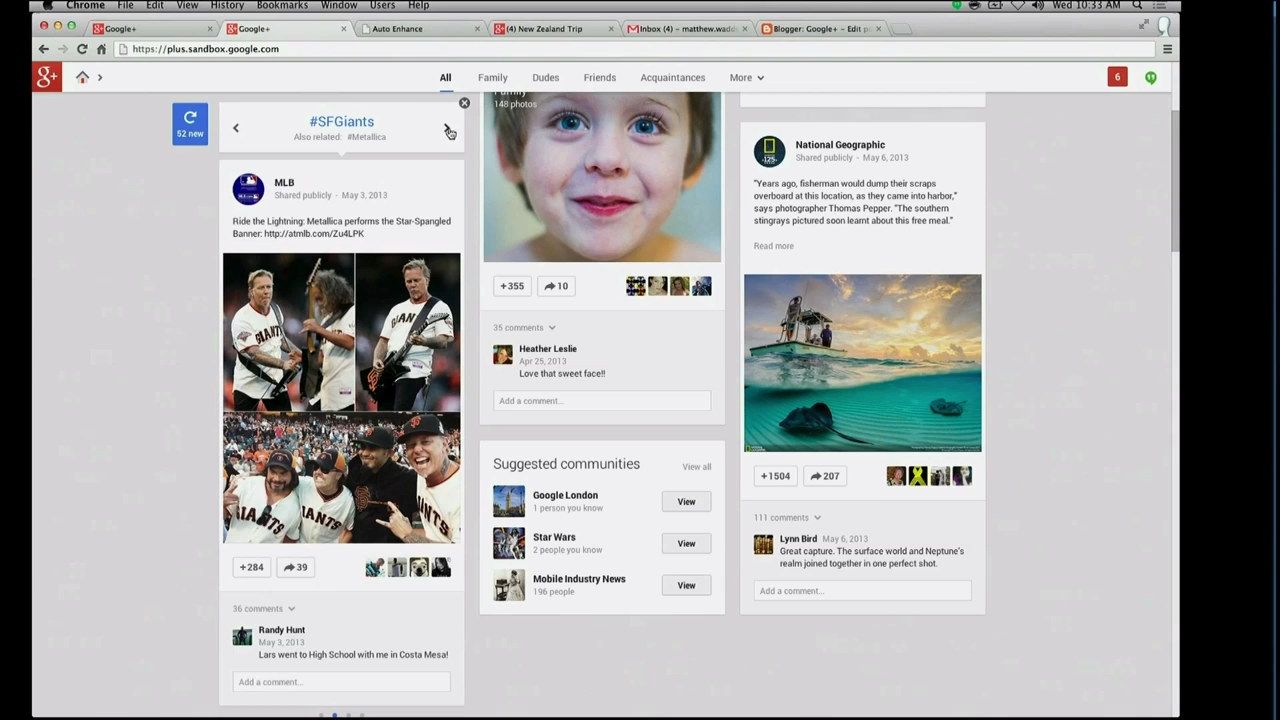 Chrome File Edit View History Bookmarks Window Users Help
Wed 10:33 AM
Google+
Google+
Auto Enhance
(4) New Zealand Trip
Inbox (4) – matthew.wadd
Blogger: Google+ – Edit p
https://plus.sandbox.google.com
g+
All Family Dudes Friends Acquaintances More
6
52 new
#SFGiants
Also related: #Metallica
MLB
Shared publicly - May 3, 2013
Ride the Lightning: Metallica performs the Star-Spangled
Banner: http://atmlb.com/Zu4LPK
GIANTS
GIANTS
GIANTS
GIANTS
+284 39
36 comments
Randy Hunt
May 3, 2013
Lars went to High School with me in Costa Mesa!
Add a comment...
Family
148 photos
+355 10
35 comments
Heather Leslie
Apr 25, 2013
Love that sweet face!!
Add a comment...
Suggested communities View all
Google London
1 person you know
View
Star Wars
2 people you know
View
Mobile Industry News
196 people
View
National Geographic
Shared publicly - May 6, 2013
"Years ago, fisherman would dump their scraps
overboard at this location, as they came into harbor,"
says photographer Thomas Pepper. "The southern
stingrays pictured soon learnt about this free meal."
Read more
+1504 207
111 comments
Lynn Bird May 6, 2013
Great capture. The surface world and Neptune's
realm joined together in one perfect shot.
Add a comment...